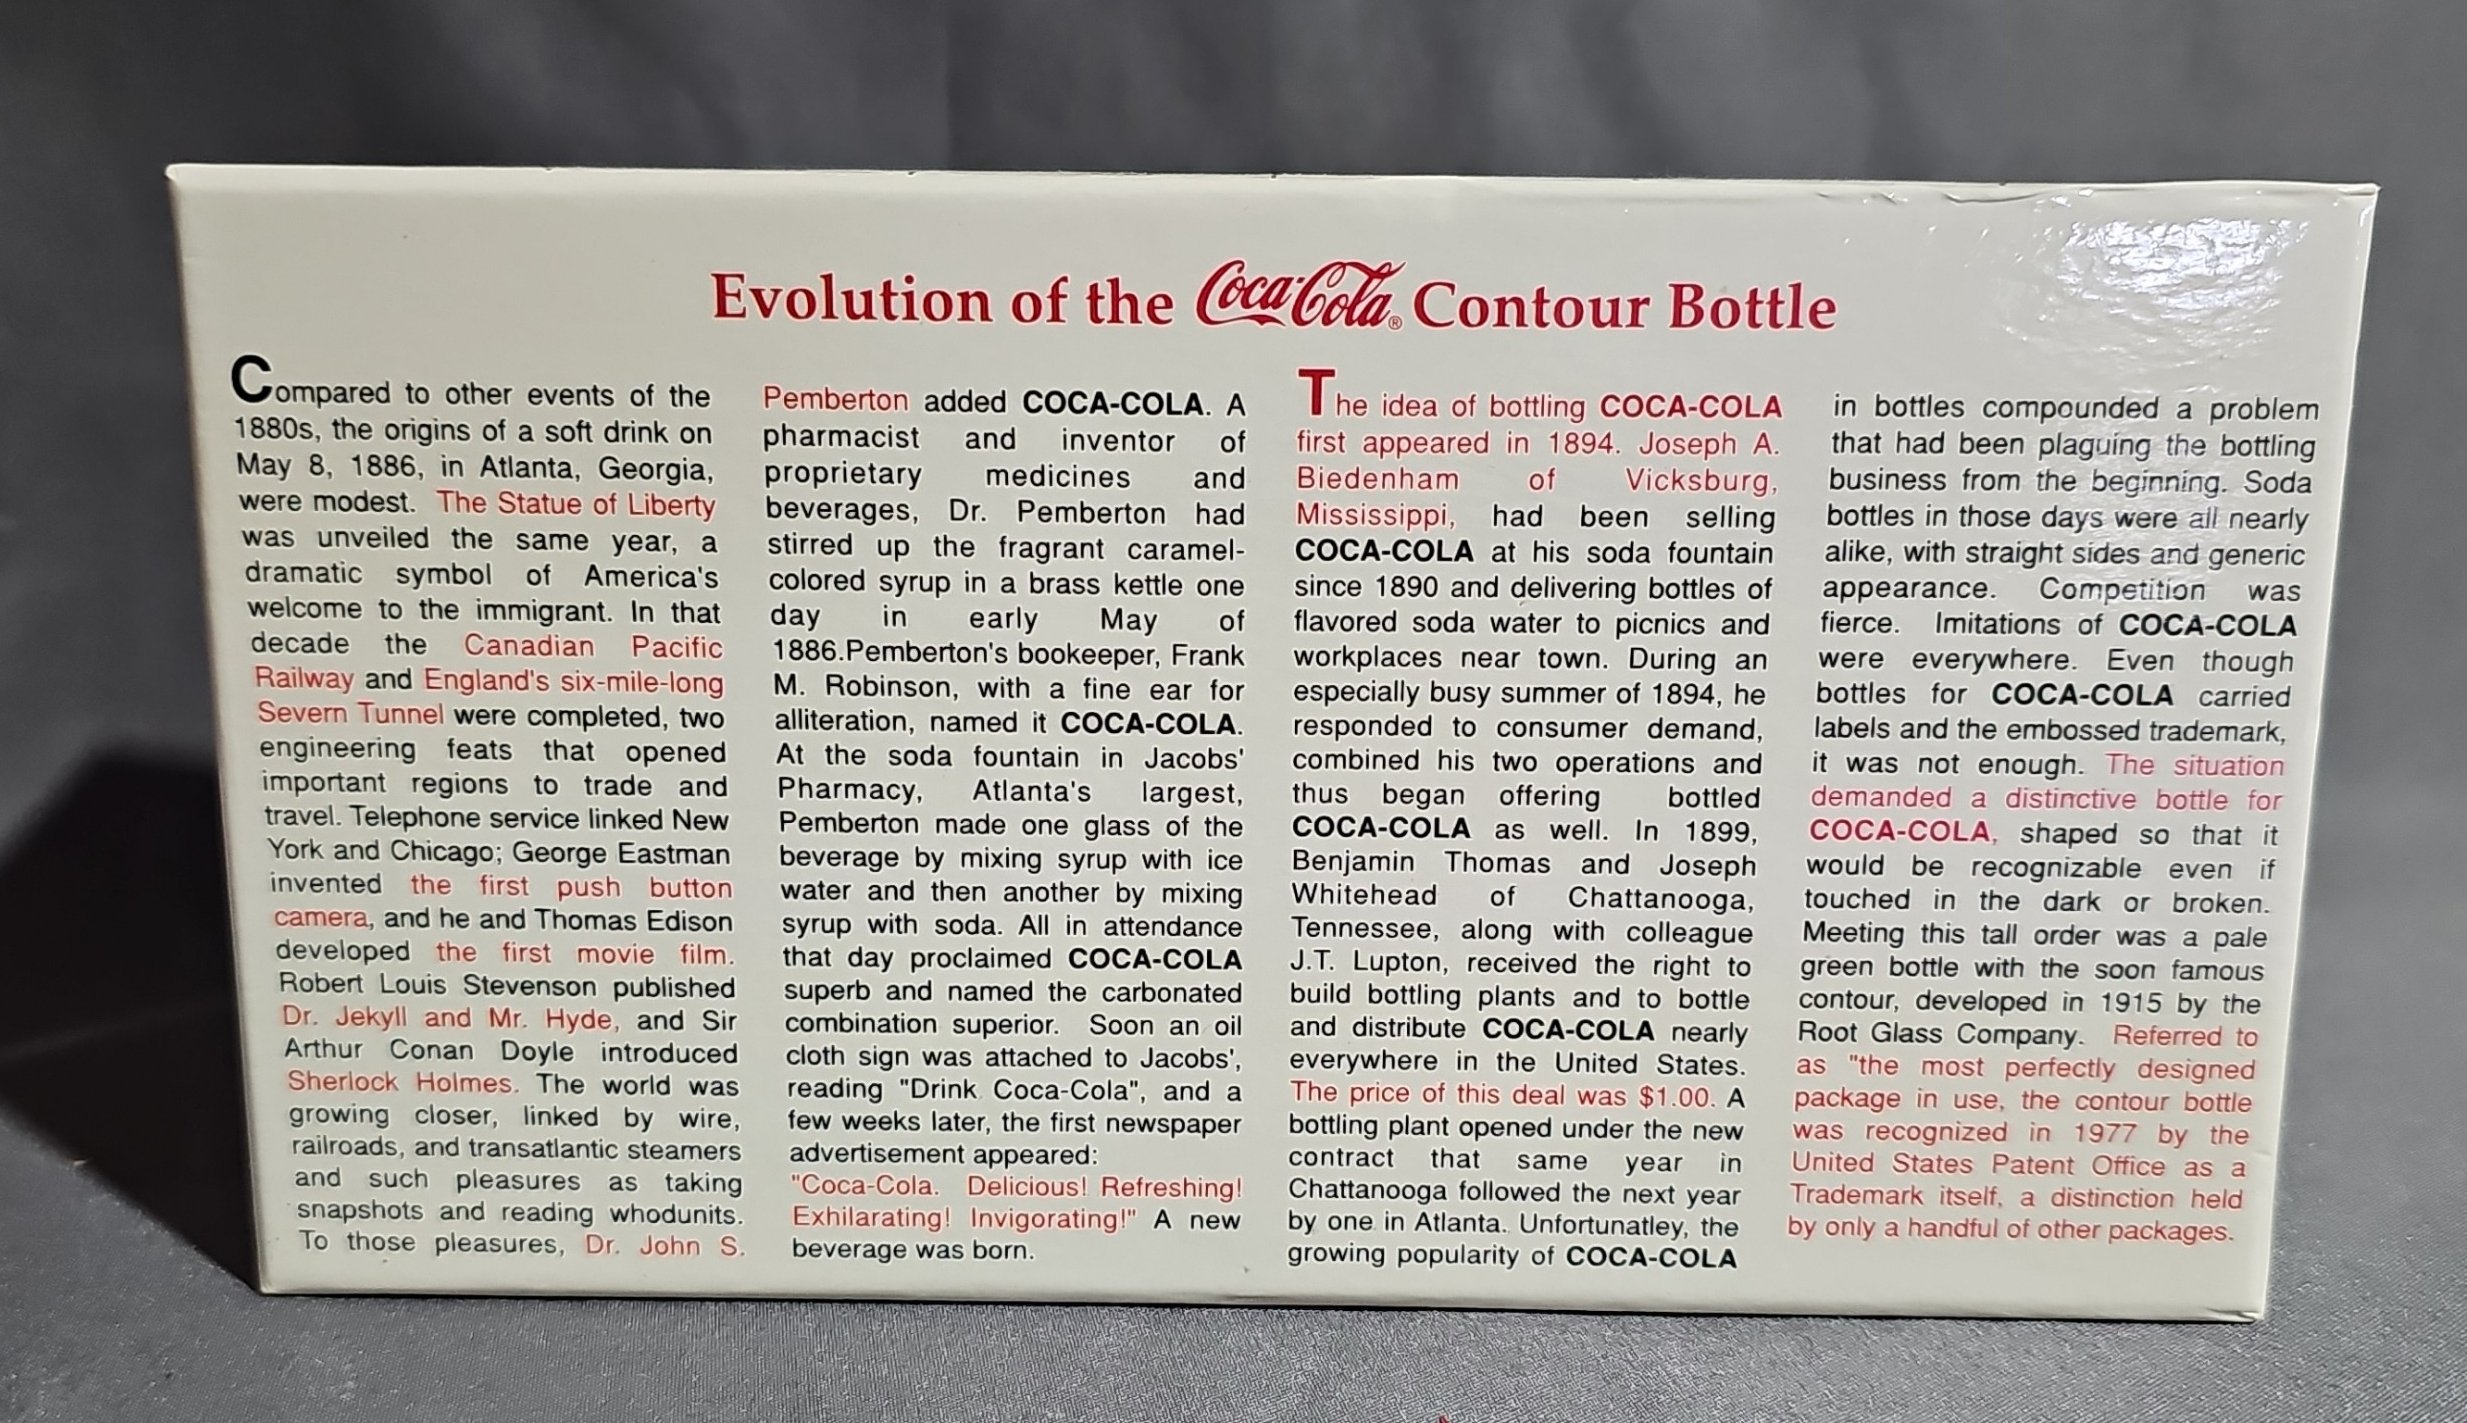 Evolution of the Coca-Cola® Contour Bottle
Compared to other events of the
1880s, the origins of a soft drink on
May 8, 1886, in Atlanta, Georgia,
were modest. The Statue of Liberty
was unveiled the same year, a
dramatic symbol of America's
welcome to the immigrant. In that
decade the Canadian Pacific
Railway and England's six-mile-long
Severn Tunnel were completed, two
engineering feats that opened
important regions to trade and
travel. Telephone service linked New
York and Chicago; George Eastman
invented the first push button
camera, and he and Thomas Edison
developed the first movie film.
Robert Louis Stevenson published
Dr. Jekyll and Mr. Hyde, and Sir
Arthur Conan Doyle introduced
Sherlock Holmes. The world was
growing closer, linked by wire,
railroads, and transatlantic steamers
and such pleasures as taking
snapshots and reading whodunits.
To those pleasures, Dr. John S.
Pemberton added COCA-COLA. A
pharmacist and inventor of
proprietary medicines and
beverages, Dr. Pemberton had
stirred up the fragrant caramel-
colored syrup in a brass kettle one
day in early May of
1886.Pemberton's bookeeper, Frank
M. Robinson, with a fine ear for
alliteration, named it COCA-COLA.
At the soda fountain in Jacobs'
Pharmacy, Atlanta's largest,
Pemberton made one glass of the
beverage by mixing syrup with ice
water and then another by mixing
syrup with soda. All in attendance
that day proclaimed COCA-COLA
superb and named the carbonated
combination superior. Soon an oil
cloth sign was attached to Jacobs',
reading "Drink Coca-Cola", and a
few weeks later, the first newspaper
advertisement appeared:
"Coca-Cola. Delicious! Refreshing!
Exhilarating! Invigorating!" A new
beverage was born.
The idea of bottling COCA-COLA
first appeared in 1894. Joseph A.
Biedenham of Vicksburg,
Mississippi, had been selling
COCA-COLA at his soda fountain
since 1890 and delivering bottles of
flavored soda water to picnics and
workplaces near town. During an
especially busy summer of 1894, he
responded to consumer demand,
combined his two operations and
thus began offering bottled
COCA-COLA as well. In 1899,
Benjamin Thomas and Joseph
Whitehead of Chattanooga,
Tennessee, along with colleague
J.T. Lupton, received the right to
build bottling plants and to bottle
and distribute COCA-COLA nearly
everywhere in the United States.
The price of this deal was $1.00. A
bottling plant opened under the new
contract that same year in
Chattanooga followed the next year
by one in Atlanta. Unfortunatley, the
growing popularity of COCA-COLA
in bottles compounded a problem
that had been plaguing the bottling
business from the beginning. Soda
bottles in those days were all nearly
alike, with straight sides and generic
appearance. Competition was
fierce. Imitations of COCA-COLA
were everywhere. Even though
bottles for COCA-COLA carried
labels and the embossed trademark,
it was not enough. The situation
demanded a distinctive bottle for
COCA-COLA, shaped so that it
would be recognizable even if
touched in the dark or broken.
Meeting this tall order was a pale
green bottle with the soon famous
contour, developed in 1915 by the
Root Glass Company. Referred to
as "the most perfectly designed
package in use, the contour bottle
was recognized in 1977 by the
United States Patent Office as a
Trademark itself, a distinction held
by only a handful of other packages.